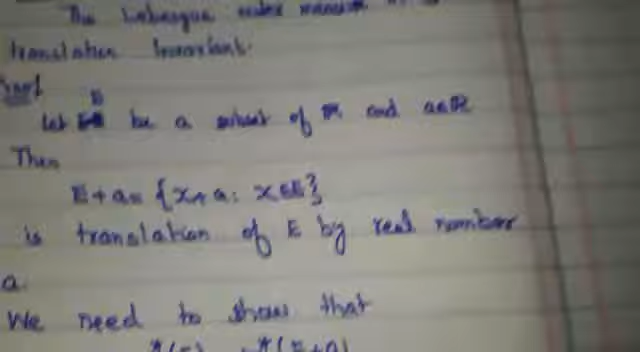 The Lebesgue outer measure
translation Invariant.
Proof
Let E be a subset of R and a∈R
Then
E + a = {x+a: x∈E}
is translation of E by real number
a.
We need to show that